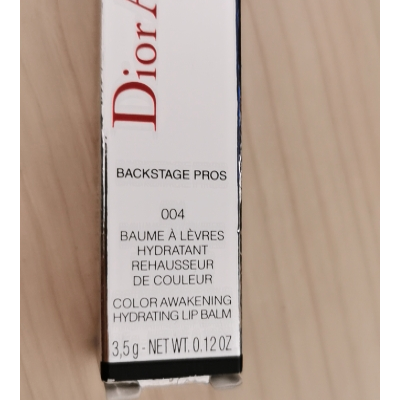 Dior A
BACKSTAGE PROS
004
BAUME À LÈVRES
HYDRATANT
REHAUSSEUR
DE COULEUR
COLOR AWAKENING
HYDRATING LIP BALM
3,5 g - NET WT. 0.12 OZ